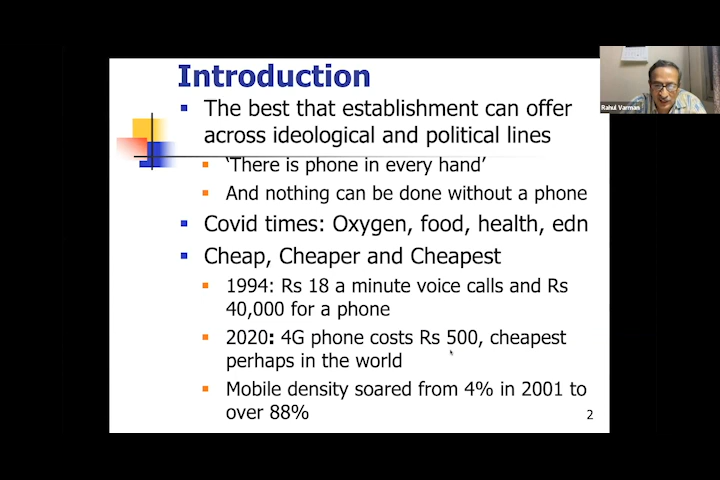 Introduction
The best that establishment can offer
across ideological and political lines
‘There is phone in every hand’
And nothing can be done without a phone
Covid times: Oxygen, food, health, edn
Cheap, Cheaper and Cheapest
1994: Rs 18 a minute voice calls and Rs
40,000 for a phone
2020: 4G phone costs Rs 500, cheapest
perhaps in the world
Mobile density soared from 4% in 2001 to
over 88%
2
Rahul Varman